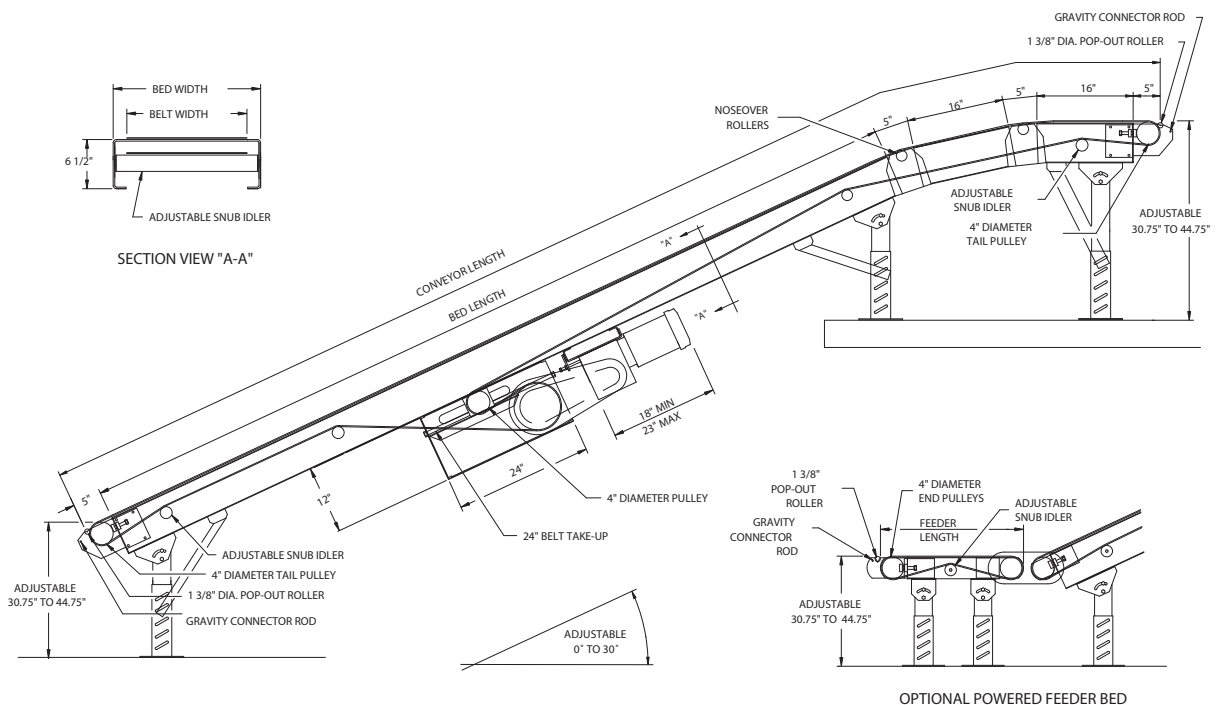 GRAVITY CONNECTOR ROD
1 3/8" DIA. POP-OUT ROLLER
BED WIDTH
BELT WIDTH
6 1/2"
ADJUSTABLE SNUB IDLER
SECTION VIEW "A-A"
NOSEOVER
ROLLERS
5"
16"
5"
16"
5"
ADJUSTABLE
SNUB IDLER
4" DIAMETER
TAIL PULLEY
ADJUSTABLE
30.75" TO 44.75"
CONVEYOR LENGTH
BED LENGTH
"A"
"A"
18" MIN
23" MAX
24"
12"
5"
4" DIAMETER PULLEY
24" BELT TAKE-UP
ADJUSTABLE SNUB IDLER
4" DIAMETER TAIL PULLEY
1 3/8" DIA. POP-OUT ROLLER
GRAVITY CONNECTOR ROD
ADJUSTABLE
30.75" TO 44.75"
ADJUSTABLE
0° TO 30°
1 3/8"
POP-OUT
ROLLER
GRAVITY
CONNECTOR
ROD
4" DIAMETER
END PULLEYS
FEEDER
LENGTH
ADJUSTABLE
SNUB IDLER
ADJUSTABLE
30.75" TO 44.75"
OPTIONAL POWERED FEEDER BED